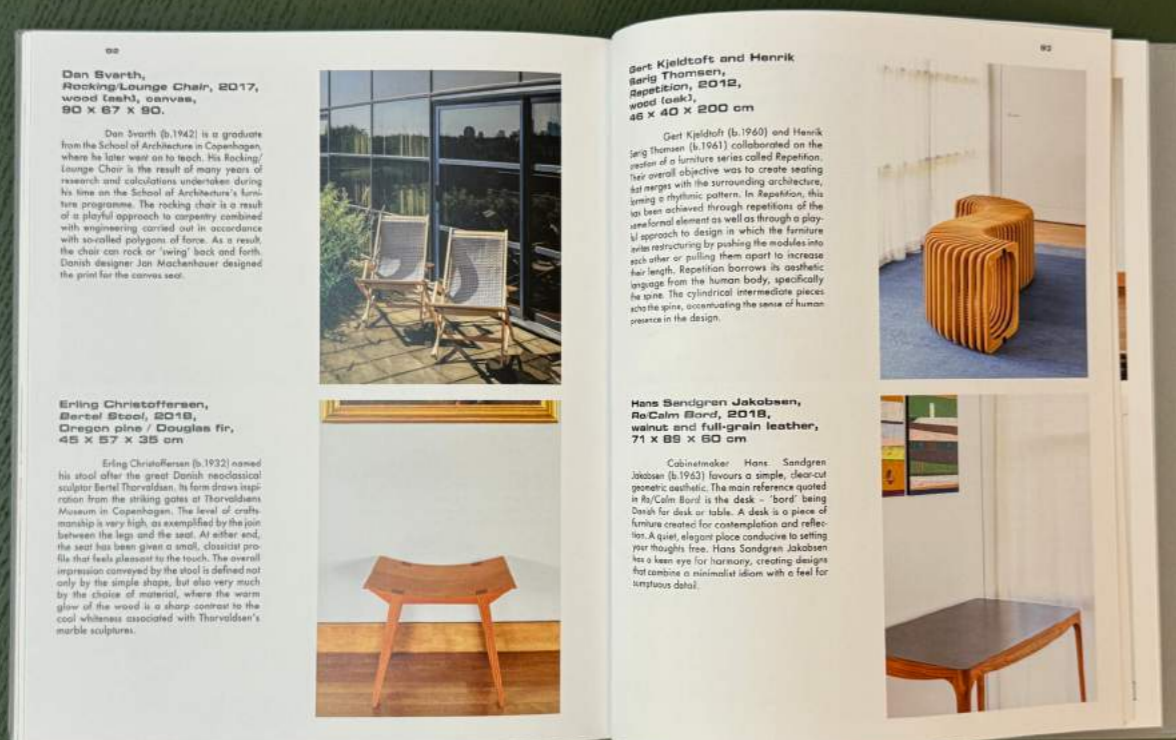 92
Dan Svarth,
Rocking/Lounge Chair, 2017,
wood (ash), canvas,
90 × 67 × 90.
Dan Svarth (b.1942) is a graduate
from the School of Architecture in Copenhagen,
where he later went on to teach. His Rocking/
Lounge Chair is the result of many years of
research and calculations undertaken during
his time on the School of Architecture's furni-
ture programme. The rocking chair is a result
of a playful approach to carpentry combined
with engineering carried out in accordance
with so-called polygons of force. As a result,
the chair can rock or 'swing' back and forth.
Danish designer Jan Machenhauer designed
the print for the canvas seat.
Erling Christoffersen,
Bertel Stool, 2018,
Oregon pine / Douglas fir,
45 × 57 × 35 cm
Erling Christoffersen (b.1932) named
his stool after the great Danish neoclassical
sculptor Bertel Thorvaldsen. Its form draws inspi-
ration from the striking gates at Thorvaldsens
Museum in Copenhagen. The level of crafts-
manship is very high, as exemplified by the join
between the legs and the seat. At either end,
the seat has been given a small, classicist pro-
file that feels pleasant to the touch. The overall
impression conveyed by the stool is defined not
only by the simple shape, but also very much
by the choice of material, where the warm
glow of the wood is a sharp contrast to the
cool whiteness associated with Thorvaldsen's
marble sculptures.
93
Gert Kjeldtoft and Henrik
Sørig Thomsen,
Repetition, 2012,
wood (oak),
46 × 40 × 200 cm
Gert Kjeldtoft (b.1960) and Henrik
Sørig Thomsen (b.1961) collaborated on the
creation of a furniture series called Repetition.
Their overall objective was to create seating
that merges with the surrounding architecture,
forming a rhythmic pattern. In Repetition, this
has been achieved through repetitions of the
same formal element as well as through a play-
ful approach to design in which the furniture
invites restructuring by pushing the modules into
each other or pulling them apart to increase
their length. Repetition borrows its aesthetic
language from the human body, specifically
the spine. The cylindrical intermediate pieces
echo the spine, accentuating the sense of human
presence in the design.
Hans Sandgren Jakobsen,
Ro/Calm Bord, 2018,
walnut and full-grain leather,
71 × 89 × 60 cm
Cabinetmaker Hans Sandgren
Jakobsen (b.1963) favours a simple, clear-cut
geometric aesthetic. The main reference quoted
in Ro/Calm Bord is the desk – 'bord' being
Danish for desk or table. A desk is a piece of
furniture created for contemplation and reflec-
tion. A quiet, elegant place conducive to setting
your thoughts free. Hans Sandgren Jakobsen
has a keen eye for harmony, creating designs
that combine a minimalist idiom with a feel for
sumptuous detail.